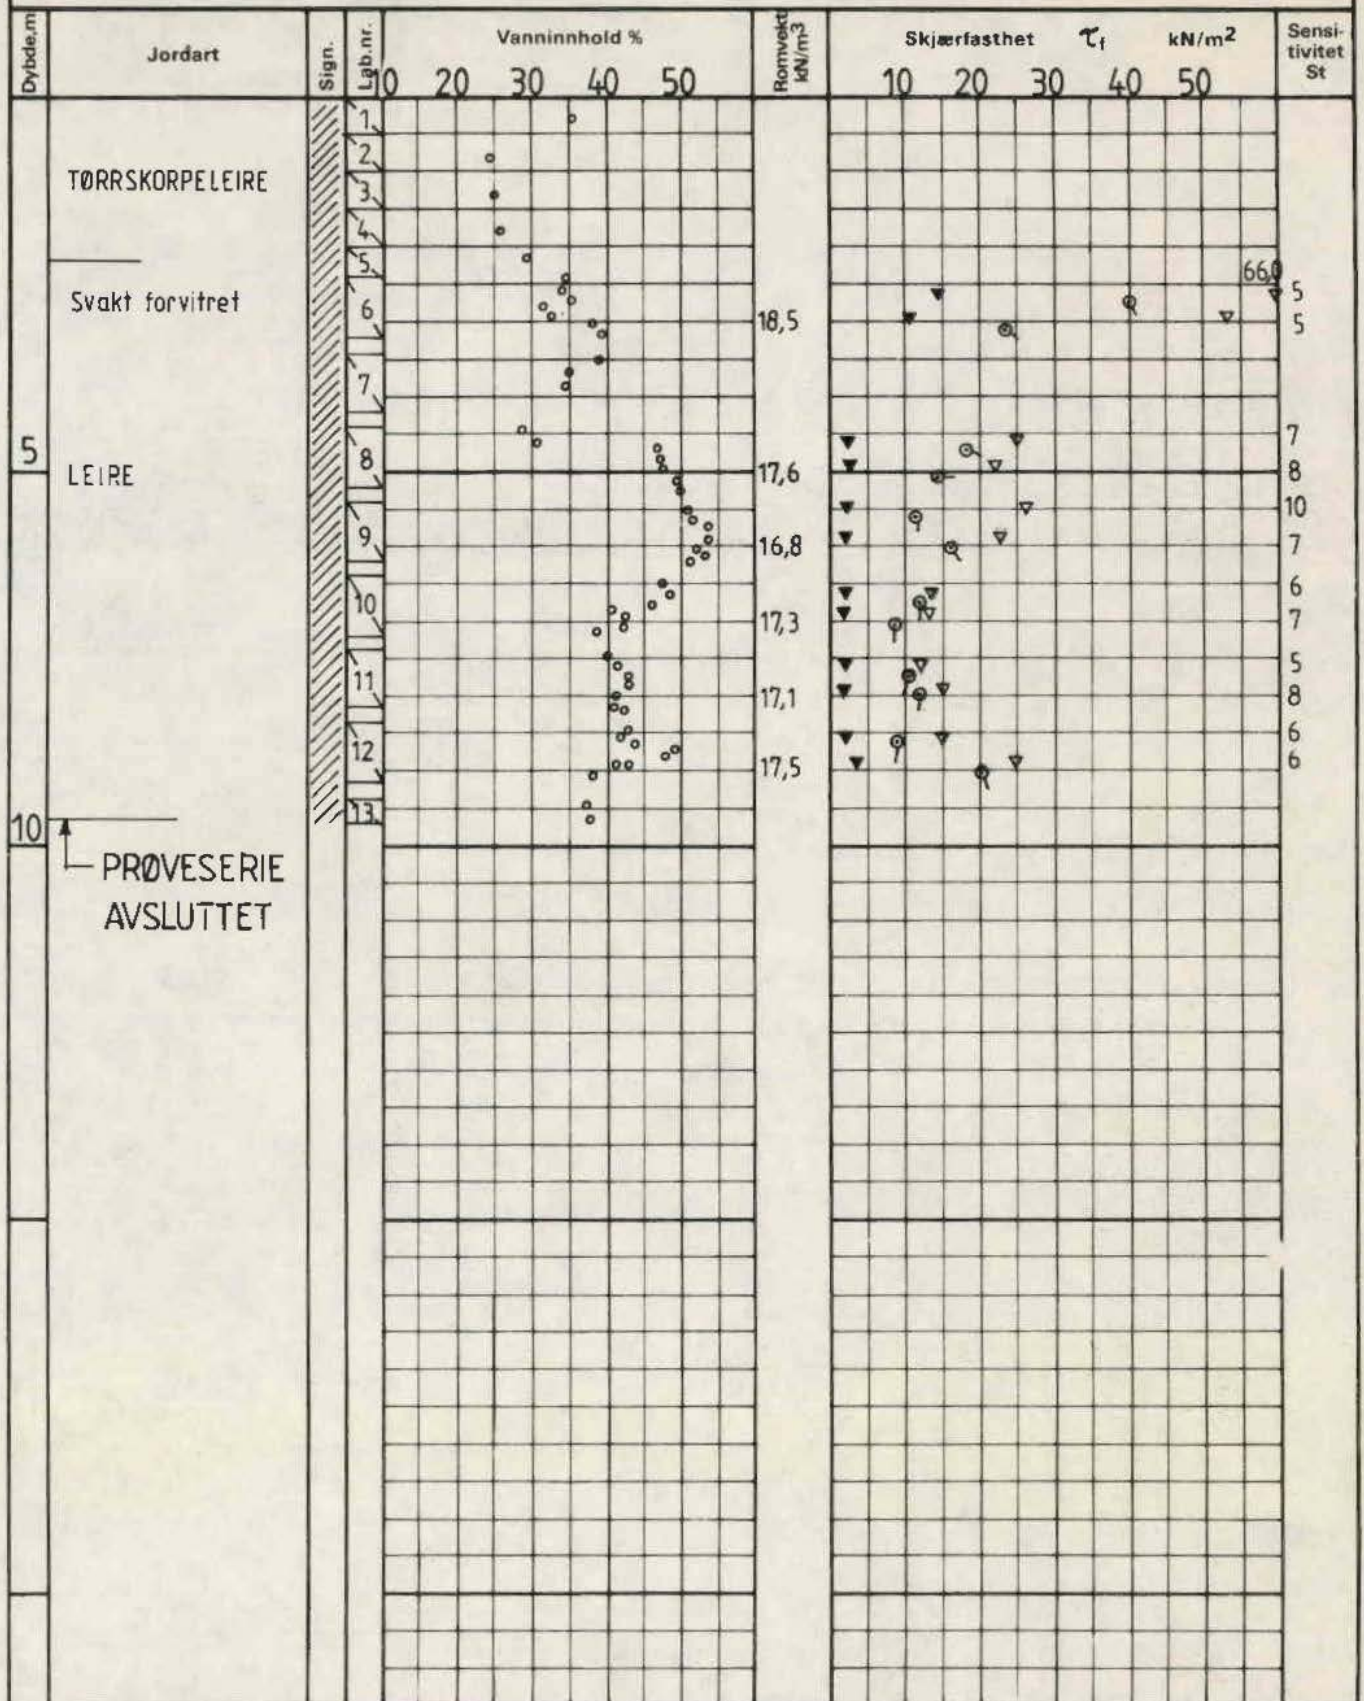 Dybde,m
Jordart
Sign.
Lab.nr.
Vanninnhold %
10 20 30 40 50
Romvekt kN/m³
Skjærfasthet τf kN/m²
10 20 30 40 50
Sensi-
tivitet
St
1
2
TØRRSKORPELEIRE
3
4
5
66,0
Svakt forvitret
6
18,5
5
5
7
5
LEIRE
8
17,6
7
8
9
16,8
10
7
10
17,3
6
7
11
17,1
5
8
12
17,5
6
6
13
10
PRØVESERIE
AVSLUTTET